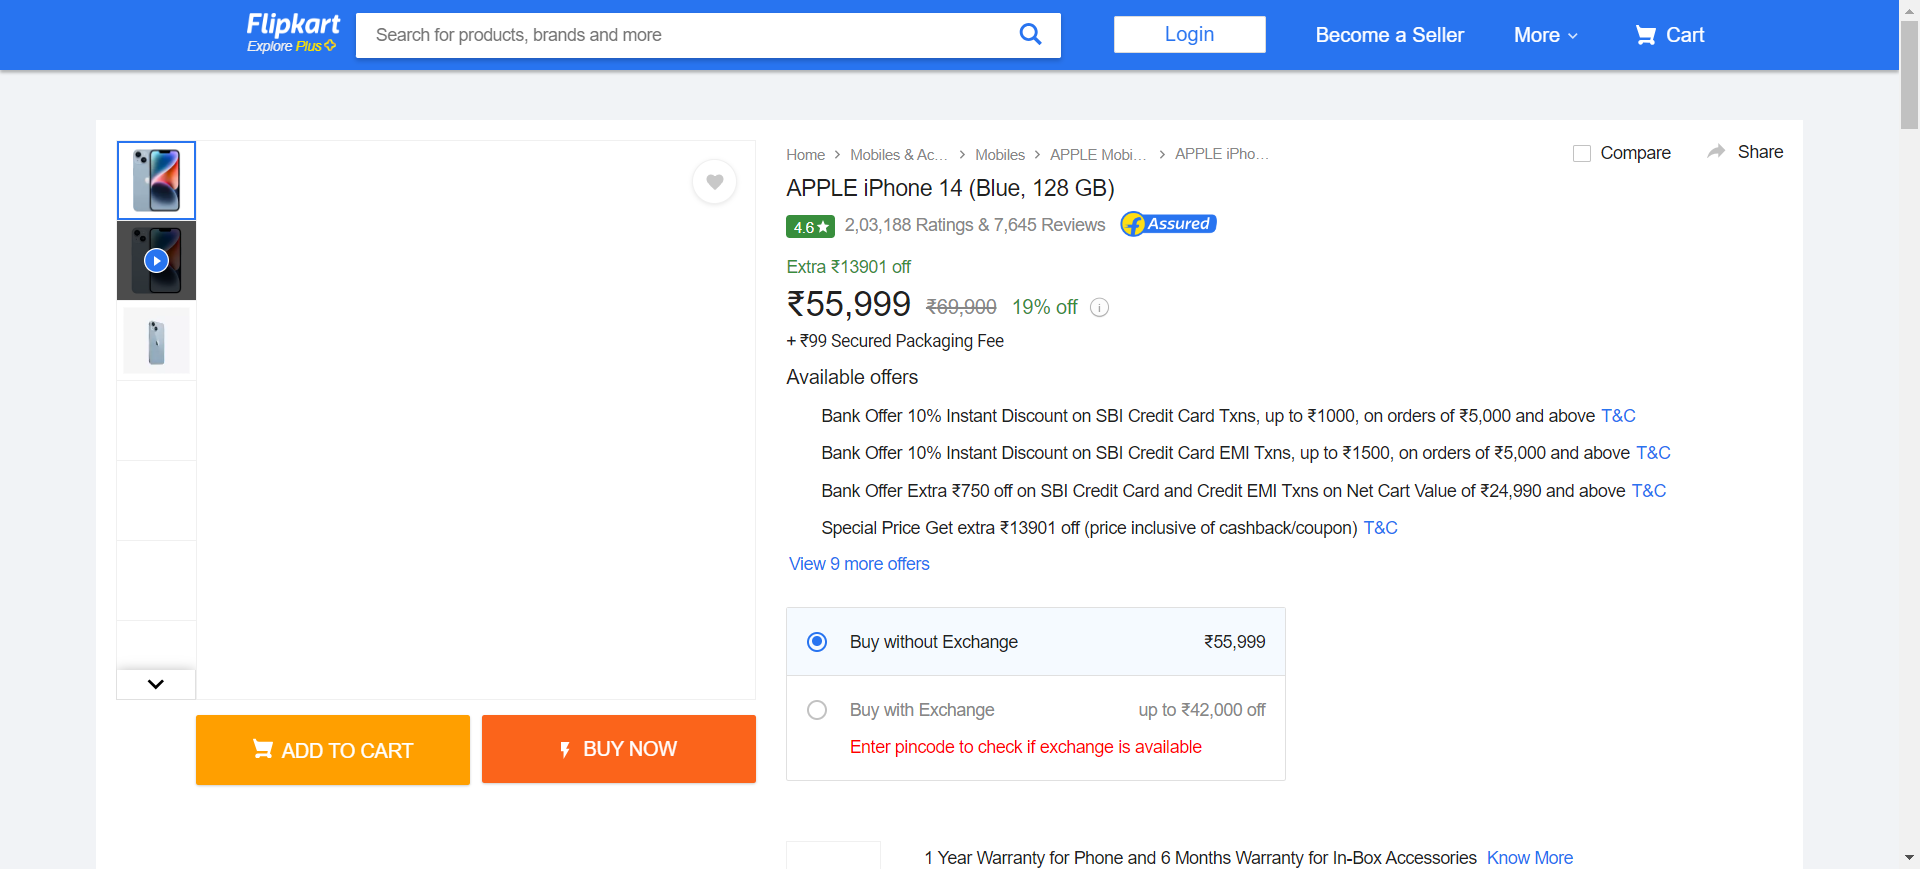 Flipkart
Explore Plus
Search for products, brands and more
Login
Become a Seller
More
Cart
Home
Mobiles & Ac...
Mobiles
APPLE Mobi...
APPLE iPho...
Compare
Share
APPLE iPhone 14 (Blue, 128 GB)
4.6★ 2,03,188 Ratings & 7,645 Reviews Assured
Extra ₹13901 off
₹55,999 ₹69,900 19% off
+ ₹99 Secured Packaging Fee
Available offers
Bank Offer 10% Instant Discount on SBI Credit Card Txns, up to ₹1000, on orders of ₹5,000 and above T&C
Bank Offer 10% Instant Discount on SBI Credit Card EMI Txns, up to ₹1500, on orders of ₹5,000 and above T&C
Bank Offer Extra ₹750 off on SBI Credit Card and Credit EMI Txns on Net Cart Value of ₹24,990 and above T&C
Special Price Get extra ₹13901 off (price inclusive of cashback/coupon) T&C
View 9 more offers
Buy without Exchange ₹55,999
Buy with Exchange up to ₹42,000 off
Enter pincode to check if exchange is available
ADD TO CART
BUY NOW
1 Year Warranty for Phone and 6 Months Warranty for In-Box Accessories Know More